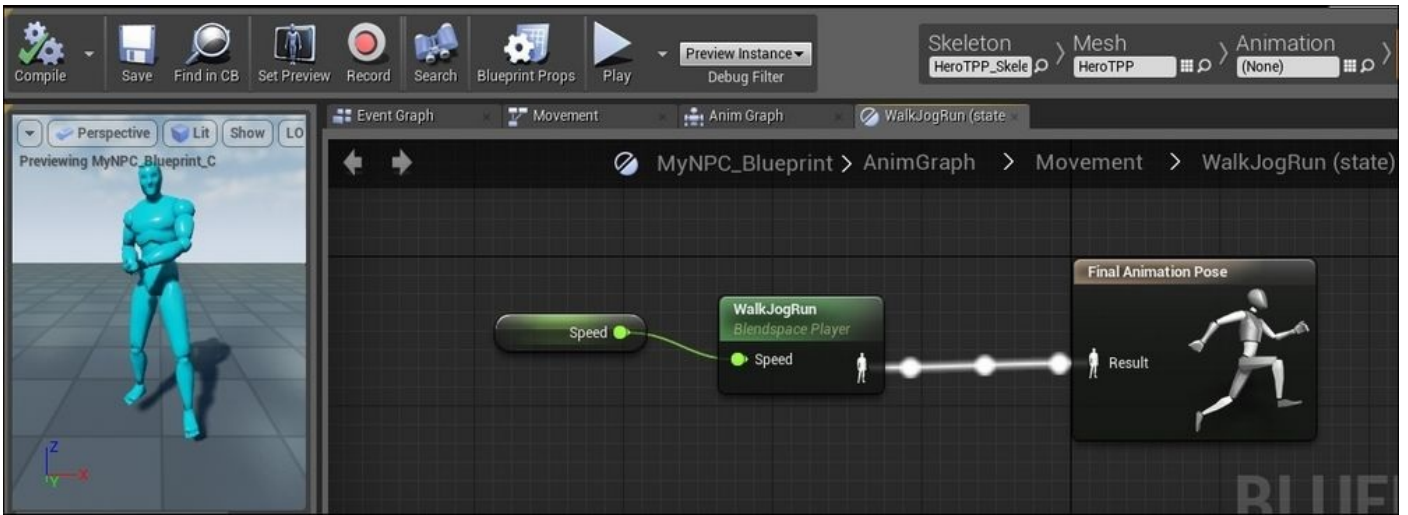 Compile
Save
Find in CB
Set Preview
Record
Search
Blueprint Props
Play
Preview Instance
Debug Filter
Skeleton
HeroTPP_Skele
Mesh
HeroTPP
Animation
(None)
Perspective
Lit
Show
LO
Previewing MyNPC_Blueprint_C
Z
X
Y
Event Graph
Movement
Anim Graph
WalkJogRun (state
MyNPC_Blueprint > AnimGraph > Movement > WalkJogRun (state)
Speed
WalkJogRun
Blendspace Player
Speed
Final Animation Pose
Result